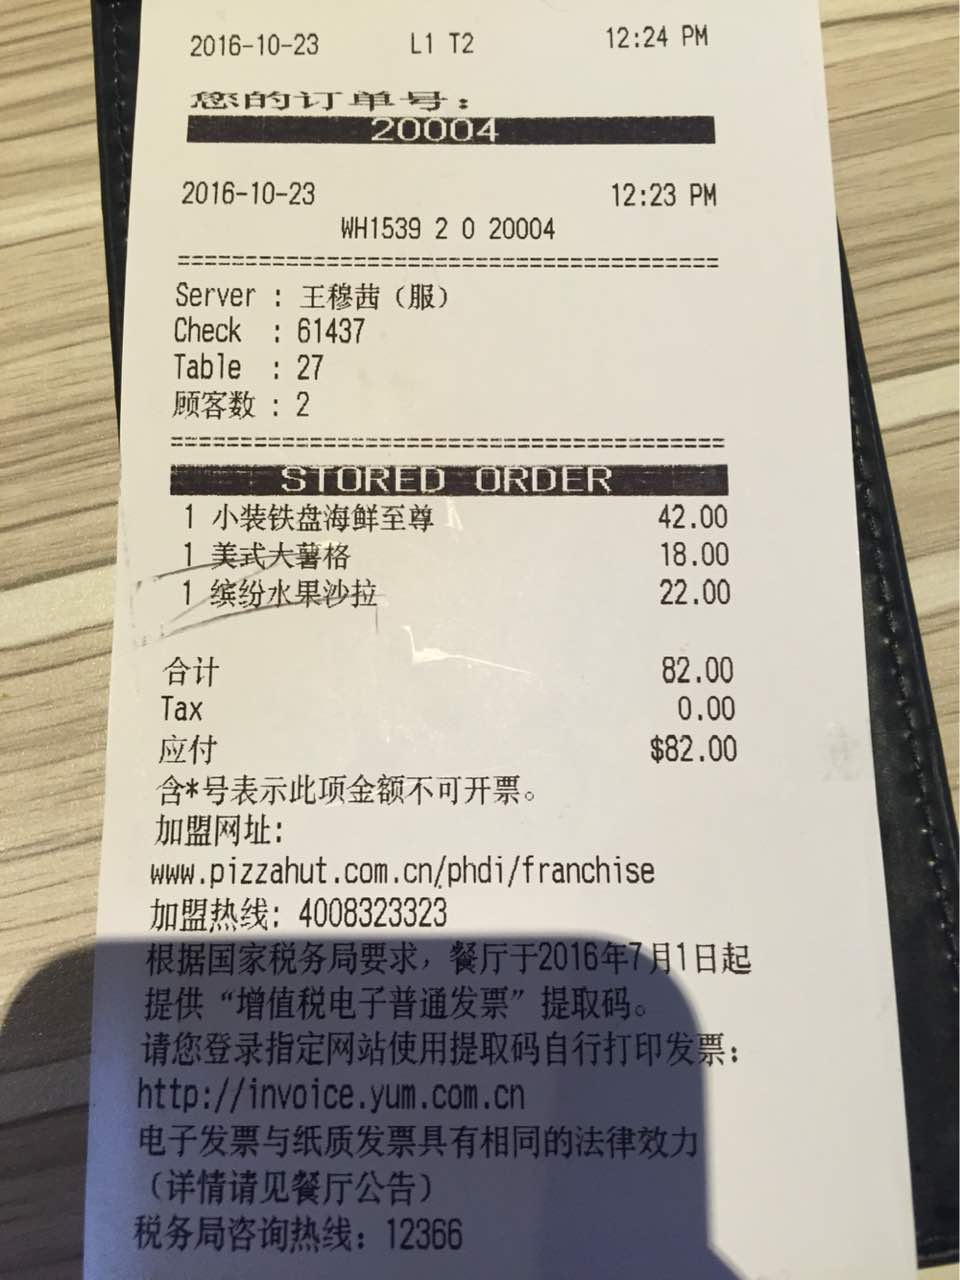 2016-10-23 L1 T2 12:24 PM
您的订单号:
20004
2016-10-23 12:23 PM
WH1539 2 0 20004
========================================
Server : 王穆茜(服)
Check : 61437
Table : 27
顾客数 : 2
========================================
STORED ORDER
1 小装铁盘海鲜至尊 42.00
1 美式大薯格 18.00
1 缤纷水果沙拉 22.00
合计 82.00
Tax 0.00
应付 $82.00
含*号表示此项金额不可开票。
加盟网址:
www.pizzahut.com.cn/phdi/franchise
加盟热线: 4008323323
根据国家税务局要求，餐厅于2016年7月1日起
提供“增值税电子普通发票”提取码。
请您登录指定网站使用提取码自行打印发票:
http://invoice.yum.com.cn
电子发票与纸质发票具有相同的法律效力
(详情请见餐厅公告)
税务局咨询热线: 12366